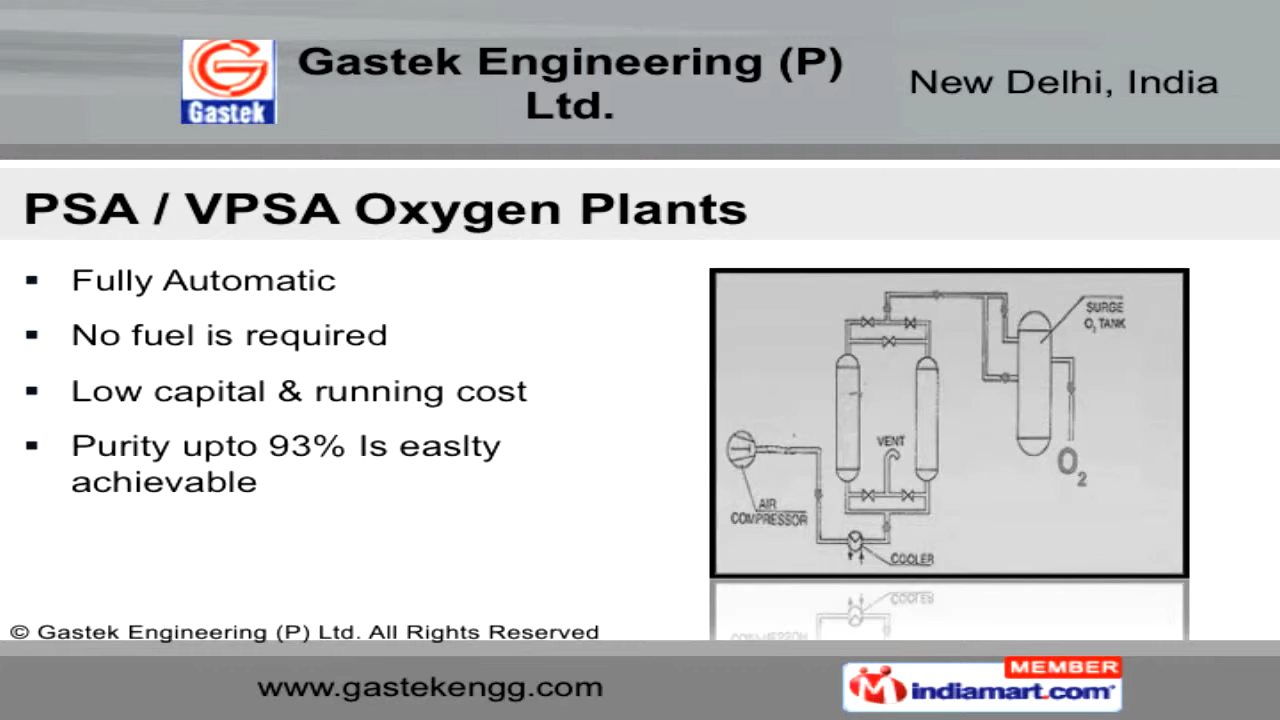 Gastek Engineering (P)
Ltd.
New Delhi, India
Gastek
PSA / VPSA Oxygen Plants
▪ Fully Automatic
▪ No fuel is required
▪ Low capital & running cost
▪ Purity upto 93% Is easlty
achievable
SURGE
O2 TANK
VENT
O2
AIR
COMPRESSOR
COOLER
© Gastek Engineering (P) Ltd. All Rights Reserved
www.gastekengg.com
MEMBER
indiamart.com